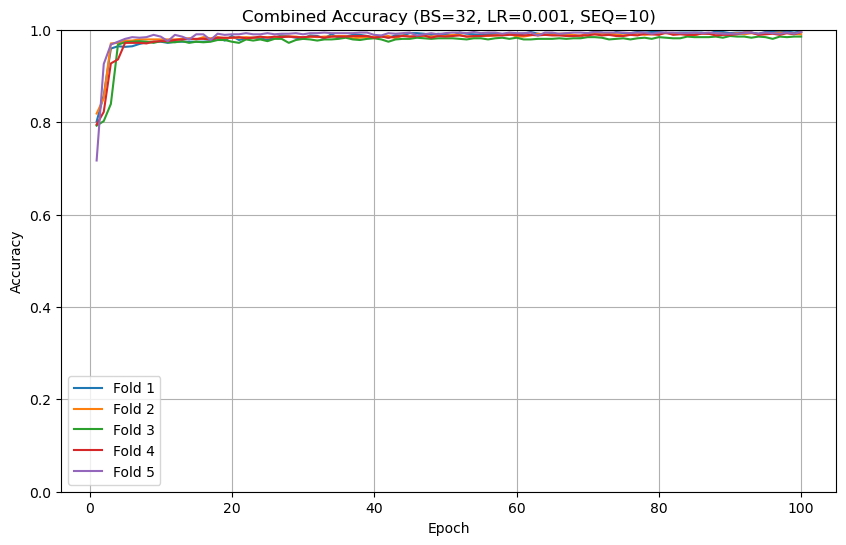 Combined Accuracy (BS=32, LR=0.001, SEQ=10)
1.0
0.8
0.6
0.4
0.2
0.0
Accuracy
Fold 1
Fold 2
Fold 3
Fold 4
Fold 5
0 20 40 60 80 100
Epoch